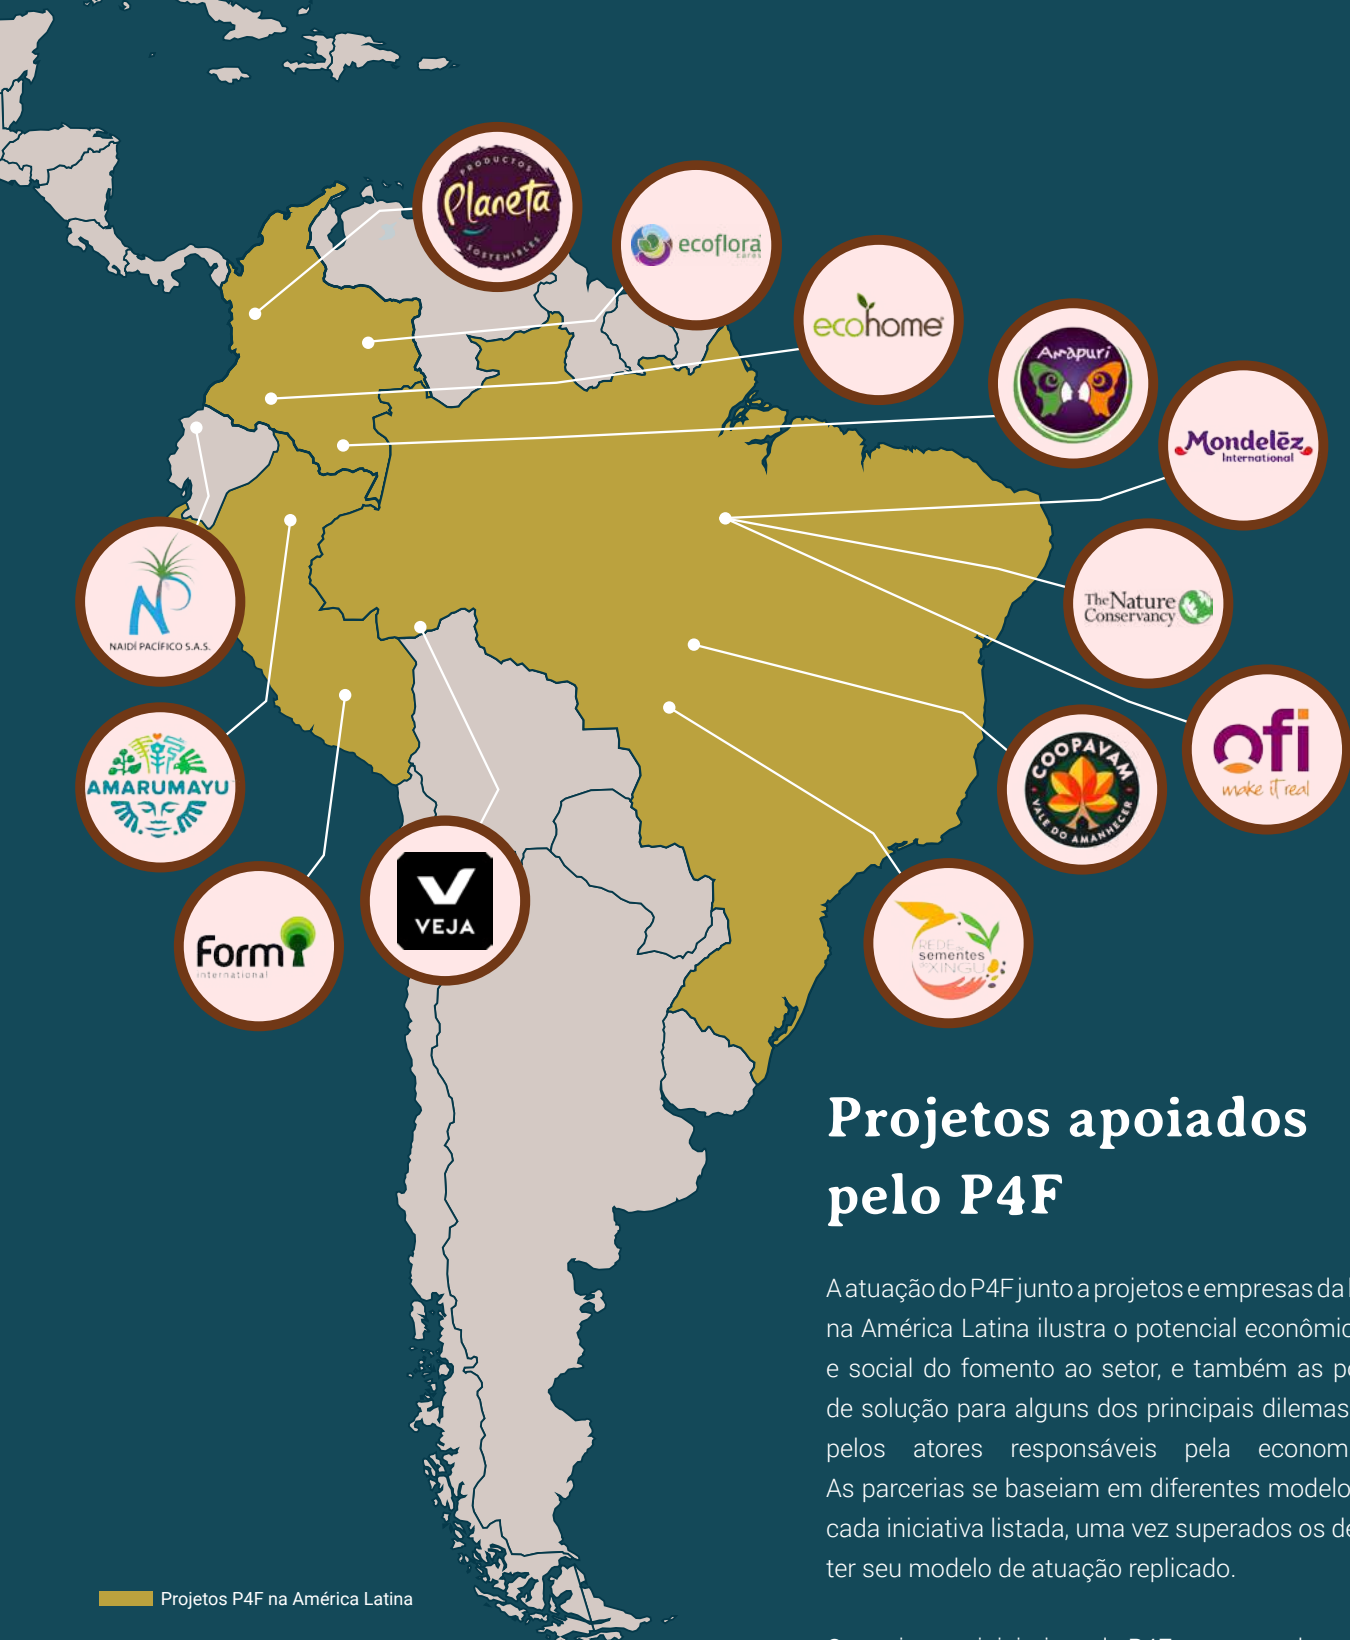 PRODUCTOS
Planeta
SOSTENIBLES
ecoflora
cares
ecohome
Amapuri
Mondelēz
International
The Nature
Conservancy
NAIDÍ PACÍFICO S.A.S.
ofi
make it real
COOPAVAM
VALE DO AMANHECER
AMARUMAYU
VEJA
Form
international
REDE de
sementes
do XINGU
Projetos apoiados
pelo P4F
A atuação do P4F junto a projetos e empresas da
na América Latina ilustra o potencial
e social do fomento ao setor, e também as
de solução para alguns dos principais dilemas
pelos atores responsáveis pela
As parcerias se baseiam em diferentes
cada iniciativa listada, uma vez superados os
ter seu modelo de atuação replicado.
Projetos P4F na América Latina